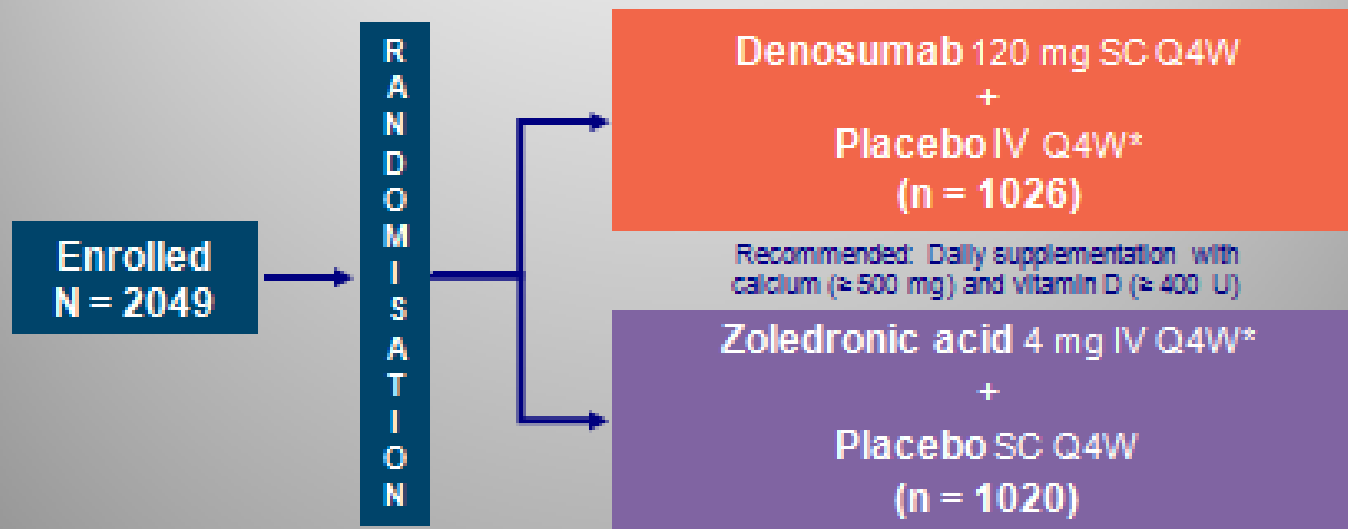 Enrolled
N = 2049
RANDOMISATION
Denosumab 120 mg SC Q4W
+
Placebo IV Q4W*
(n = 1026)
Recommended: Daily supplementation with
calcium (≥ 500 mg) and vitamin D (≥ 400 U)
Zoledronic acid 4 mg IV Q4W*
+
Placebo SC Q4W
(n = 1020)